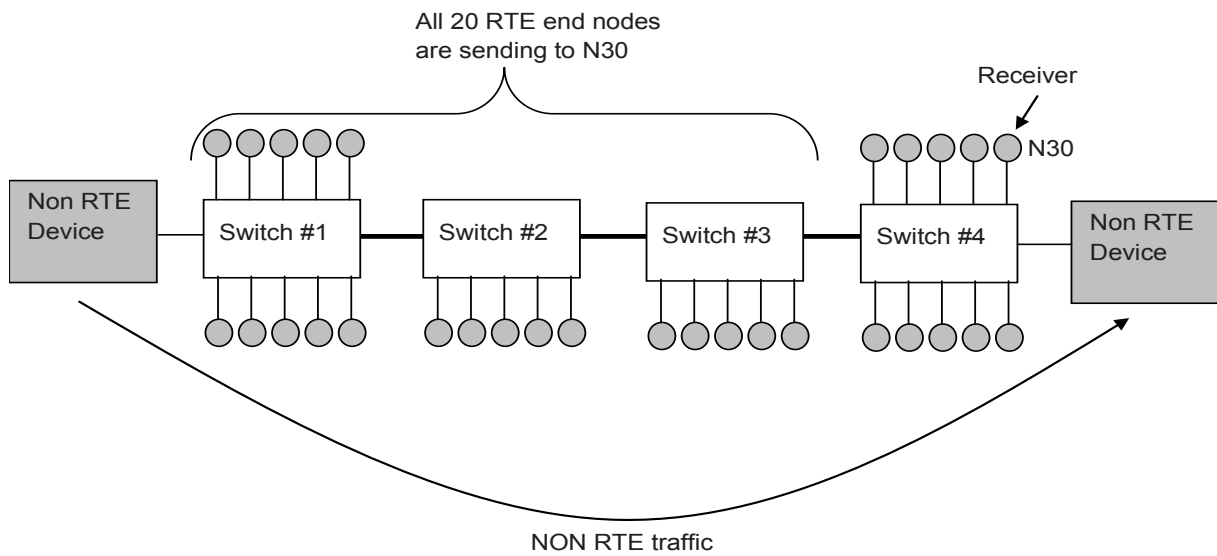 All 20 RTE end nodes
are sending to N30
Receiver
N30
Non RTE
Device
Switch #1
Switch #2
Switch #3
Switch #4
Non RTE
Device
NON RTE traffic